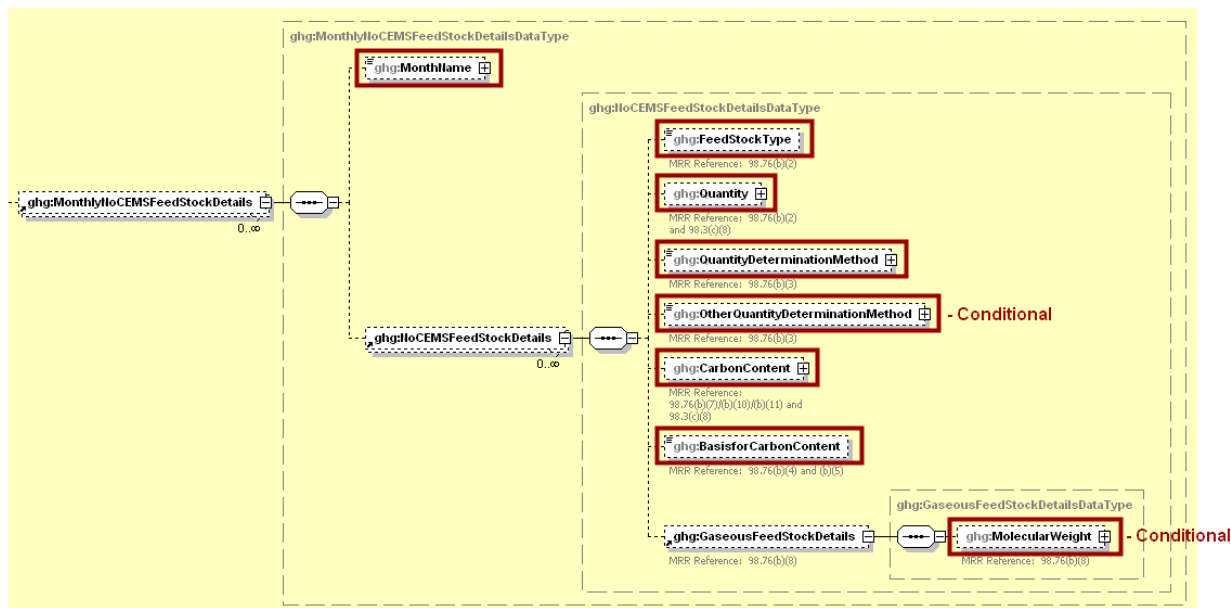 ghg:MonthlyNoCEMSFeedStockDetailsDataType
ghg:MonthName
ghg:NoCEMSFeedStockDetailsDataType
ghg:FeedStockType
MRR Reference: 98.76(b)(2)
ghg:MonthlyNoCEMSFeedStockDetails
0..∞
ghg:Quantity
MRR Reference: 98.76(b)(2)
and 98.3(c)(8)
ghg:QuantityDeterminationMethod
MRR Reference: 98.76(b)(3)
ghg:OtherQuantityDeterminationMethod
- Conditional
MRR Reference: 98.76(b)(3)
ghg:NoCEMSFeedStockDetails
0..∞
ghg:CarbonContent
MRR Reference:
98.76(b)(7)/(b)(10)/(b)(11) and
98.3(c)(8)
ghg:BasisforCarbonContent
MRR Reference: 98.76(b)(4) and (b)(5)
ghg:GaseousFeedStockDetailsDataType
ghg:GaseousFeedStockDetails
MRR Reference: 98.76(b)(8)
ghg:MolecularWeight
- Conditional
MRR Reference: 98.76(b)(8)